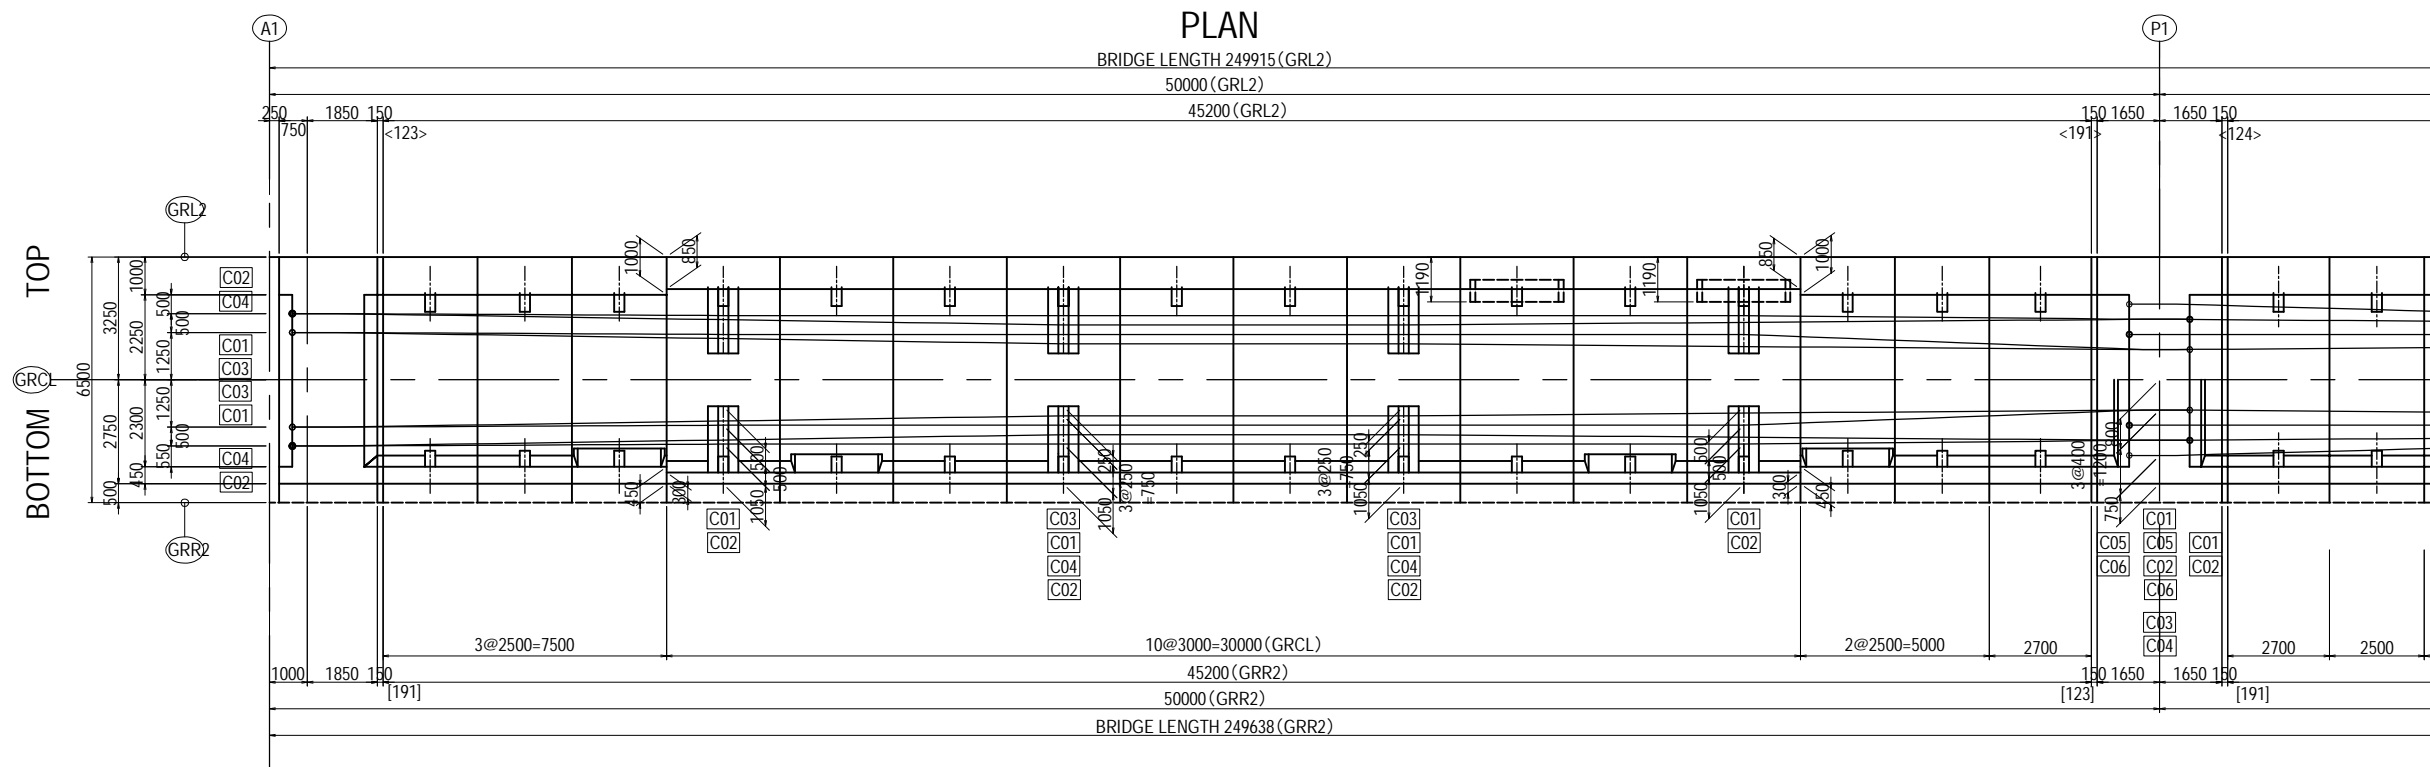 PLAN
A1
P1
BRIDGE LENGTH 249915(GRL2)
50000(GRL2)
250
750
1850
150
<123>
45200(GRL2)
150
1650
<191>
1650
150
<124>
TOP
GRL2
GRCL
BOTTOM
GRR2
6500
3250
2750
500
1000
2250
2300
450
500
500
1250
1250
500
550
C02
C04
C01
C03
C03
C01
C04
C02
1000
850
1190
1190
850
1000
450
300
500
500
1050
250
3@250
=750
1050
250
3@250
=750
1050
500
500
1050
300
450
900
3@400
=1200
750
C01
C02
C03
C01
C04
C02
C03
C01
C04
C02
C01
C02
C05
C06
C01
C05
C02
C06
C03
C04
C01
C02
3@2500=7500
10@3000=30000(GRCL)
2@2500=5000
2700
2700
2500
1000
1850
150
[191]
45200(GRR2)
150
1650
[123]
1650
150
[191]
50000(GRR2)
BRIDGE LENGTH 249638(GRR2)